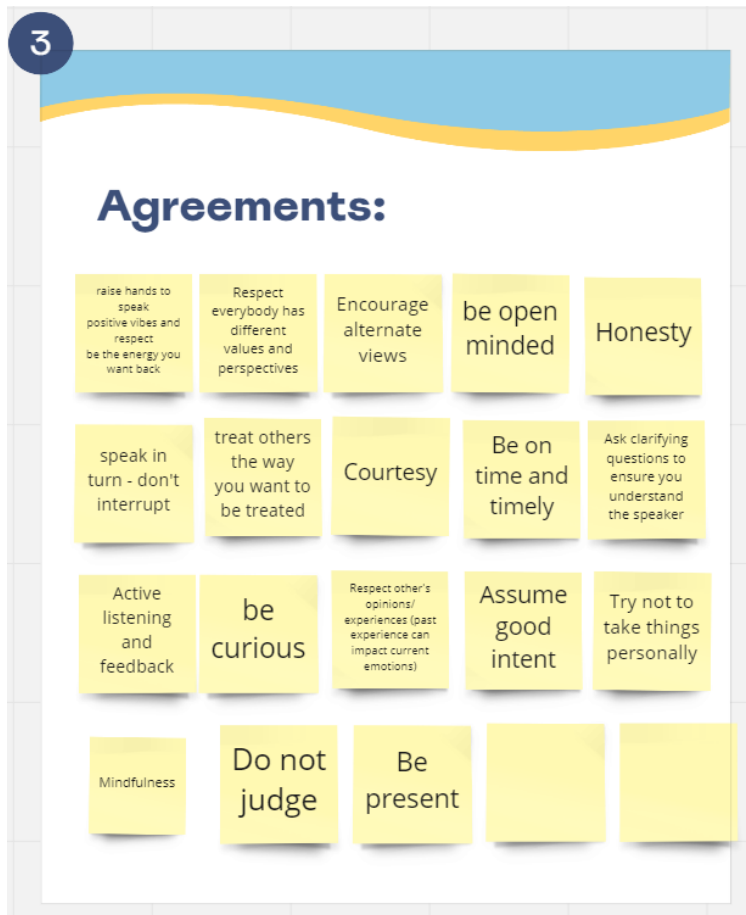 3
Agreements:
raise hands to
speak
positive vibes and
respect
be the energy you
want back
Respect
everybody has
different
values and
perspectives
Encourage
alternate
views
be open
minded
Honesty
speak in
turn - don't
interrupt
treat others
the way
you want to
be treated
Courtesy
Be on
time and
timely
Ask clarifying
questions to
ensure you
understand
the speaker
Active
listening
and
feedback
be
curious
Respect other's
opinions/
experiences (past
experience can
impact current
emotions)
Assume
good
intent
Try not to
take things
personally
Mindfulness
Do not
judge
Be
present